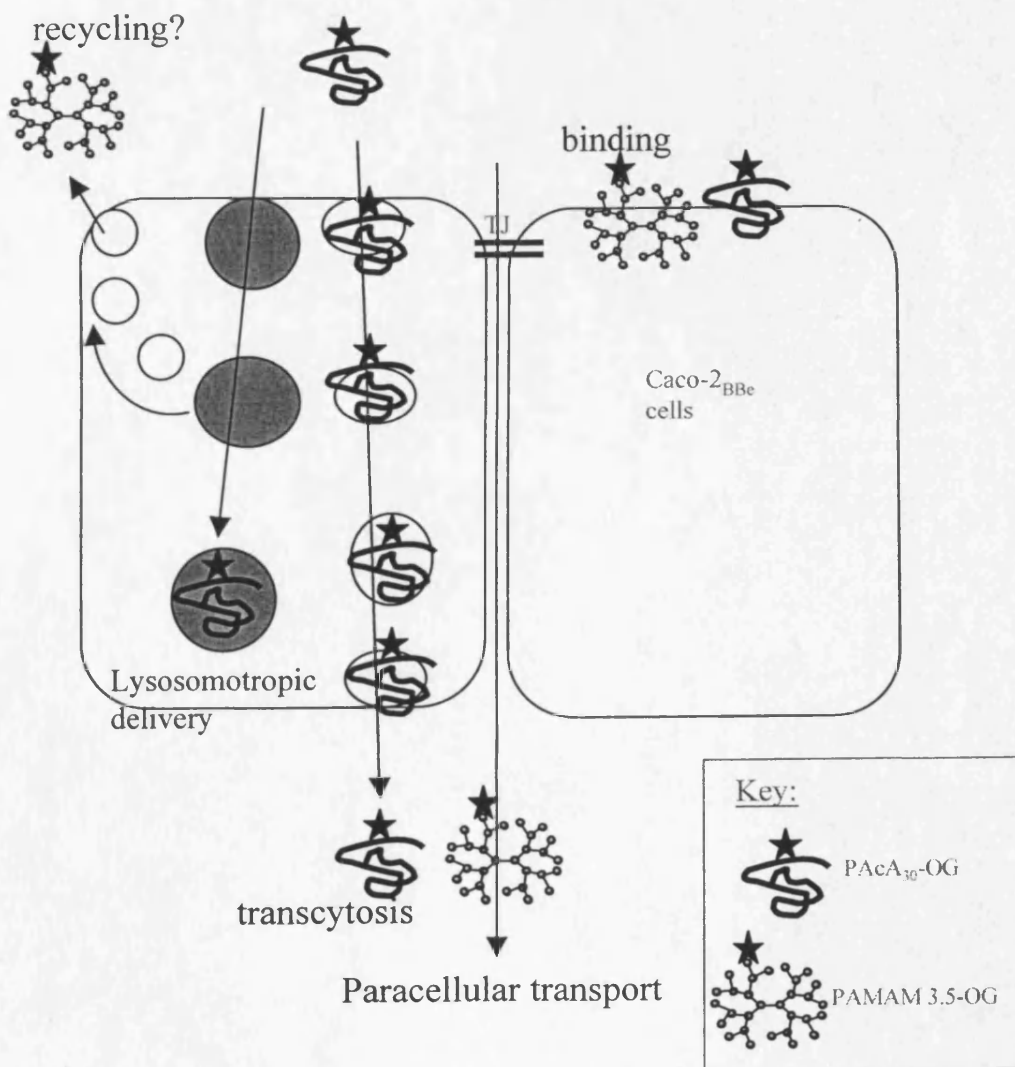 recycling?
binding
TJ
Caco-2BBe
cells
Lysosomotropic
delivery
transcytosis
Paracellular transport
Key:
PAcA30-OG
PAMAM 3.5-OG